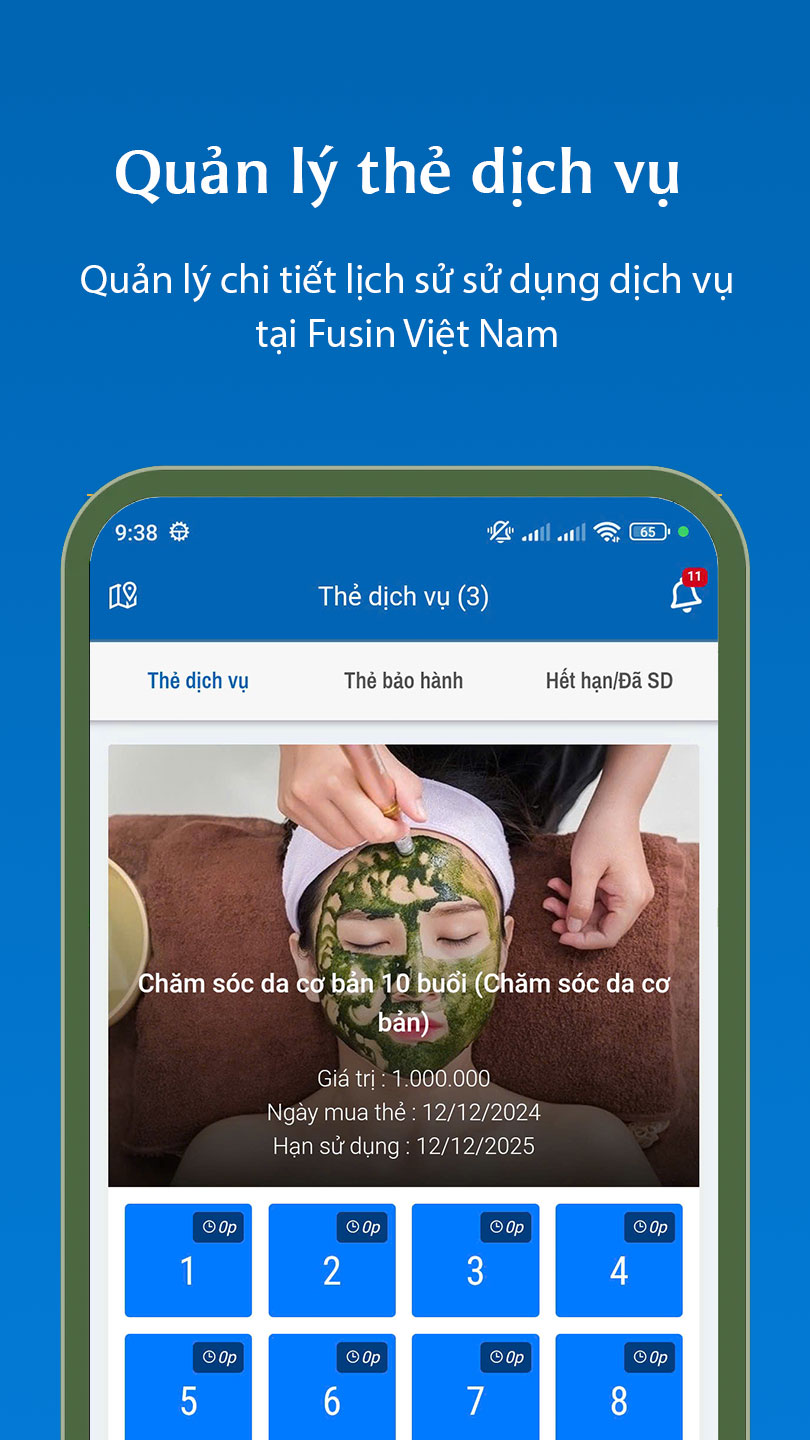 Quản lý thẻ dịch vụ
Quản lý chi tiết lịch sử sử dụng dịch vụ
tại Fusin Việt Nam
9:38
65
11
Thẻ dịch vụ (3)
Thẻ dịch vụ
Thẻ bảo hành
Hết hạn/Đã SD
Chăm sóc da cơ bản 10 buổi (Chăm sóc da cơ
bản)
Giá trị : 1.000.000
Ngày mua thẻ : 12/12/2024
Hạn sử dụng : 12/12/2025
0p
0p
0p
0p
1
2
3
4
0p
0p
0p
0p
5
6
7
8